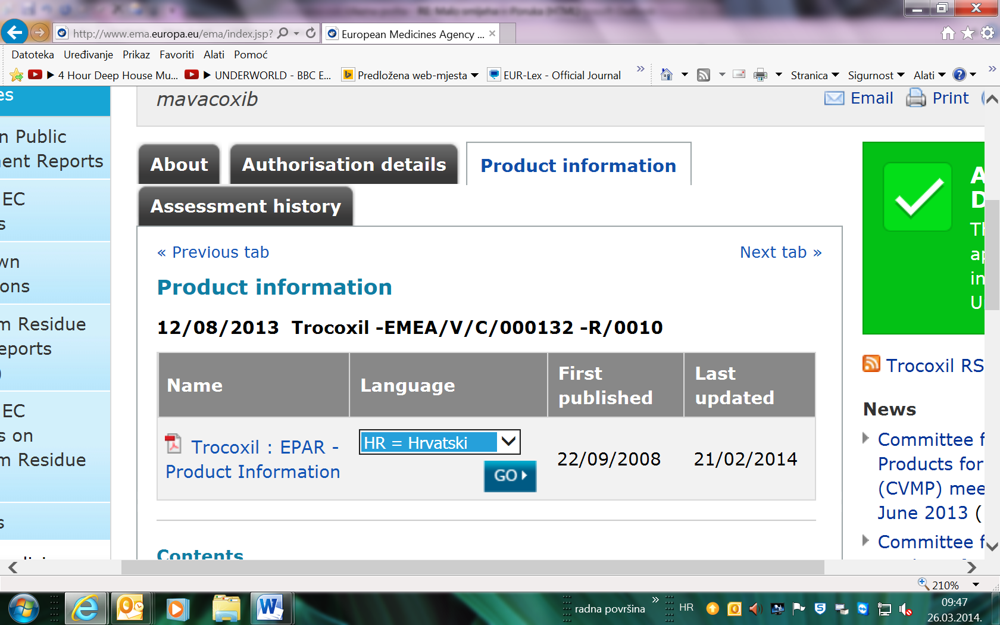 http://www.ema.europa.eu/ema/index.jsp?
European Medicines Agency ...
Datoteka Uređivanje Prikaz Favoriti Alati Pomoć
4 Hour Deep House Mu... UNDERWORLD - BBC E... Predložena web-mjesta EUR-Lex - Official Journal » Stranica Sigurnost Alati »
es
mavacoxib
Email Print
n Public
ent Reports
EC
s
wn
ons
m Residue
eports
)
EC
s on
m Residue
s
About Authorisation details Product information
Assessment history
« Previous tab Next tab »
Product information
12/08/2013 Trocoxil -EMEA/V/C/000132 -R/0010
Name Language First published Last updated
Trocoxil : EPAR -
Product Information
HR = Hrvatski
GO
22/09/2008 21/02/2014
Contents
A
D
Th
ap
in
U
Trocoxil RS
News
Committee f
Products for
(CVMP) mee
June 2013 (
Committee f
210%
radna površina » HR
09:47
26.03.2014.